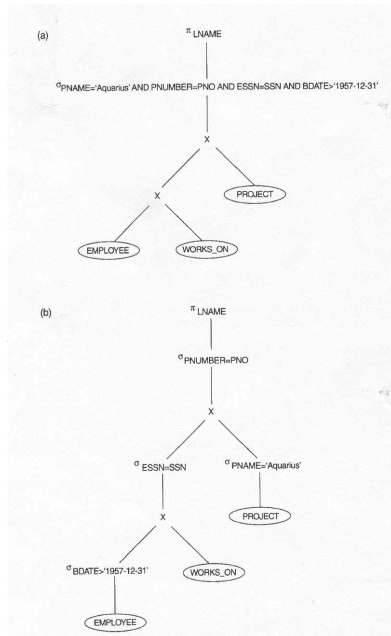 (a)
π LNAME
σPNAME='Aquarius' AND PNUMBER=PNO AND ESSN=SSN AND BDATE>'1957-12-31'
X
X
PROJECT
EMPLOYEE
WORKS_ON
(b)
π LNAME
σ PNUMBER=PNO
X
σ ESSN=SSN
σ PNAME='Aquarius'
PROJECT
X
σ BDATE>'1957-12-31'
WORKS_ON
EMPLOYEE